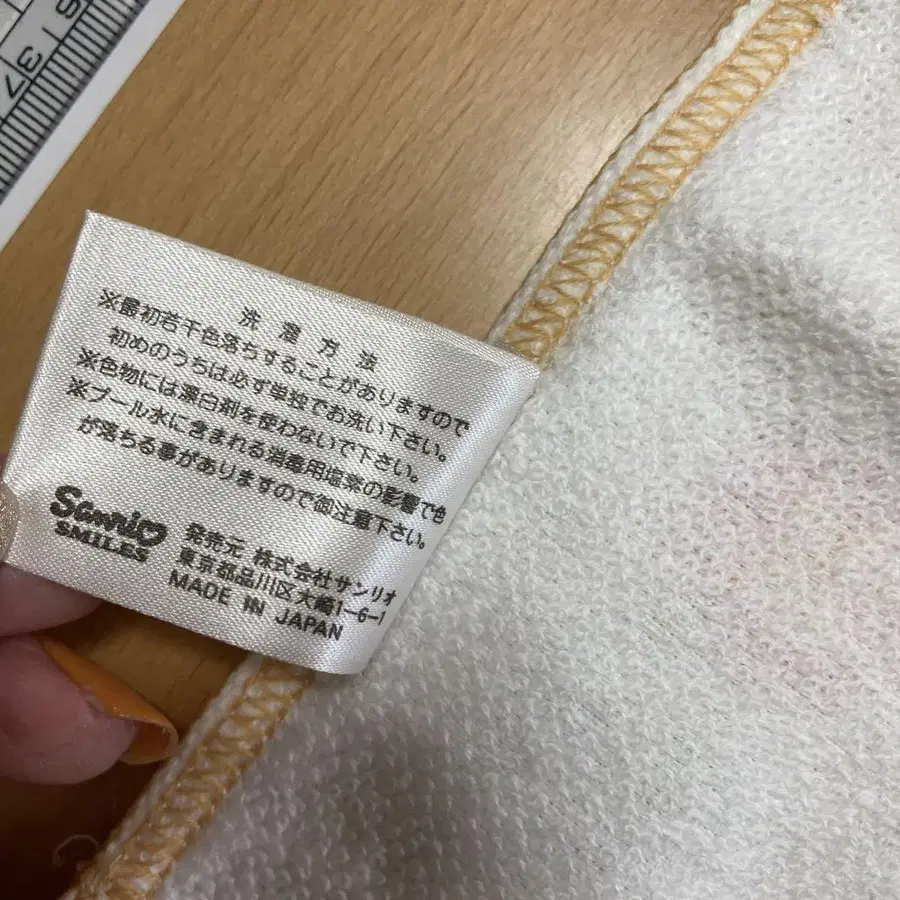 洗濯方法
※最初若干色落ちすることがありますので
初めのうちは必ず単独でお洗い下さい。
※色物には漂白剤を使わないで下さい。
※プール水に含まれる消毒用塩素の影響で色
が落ちる事がありますので御注意下さい。
Sanrio
SMILES
発売元 株式会社サンリオ
東京都品川区大崎1-6-1
MADE IN JAPAN
37